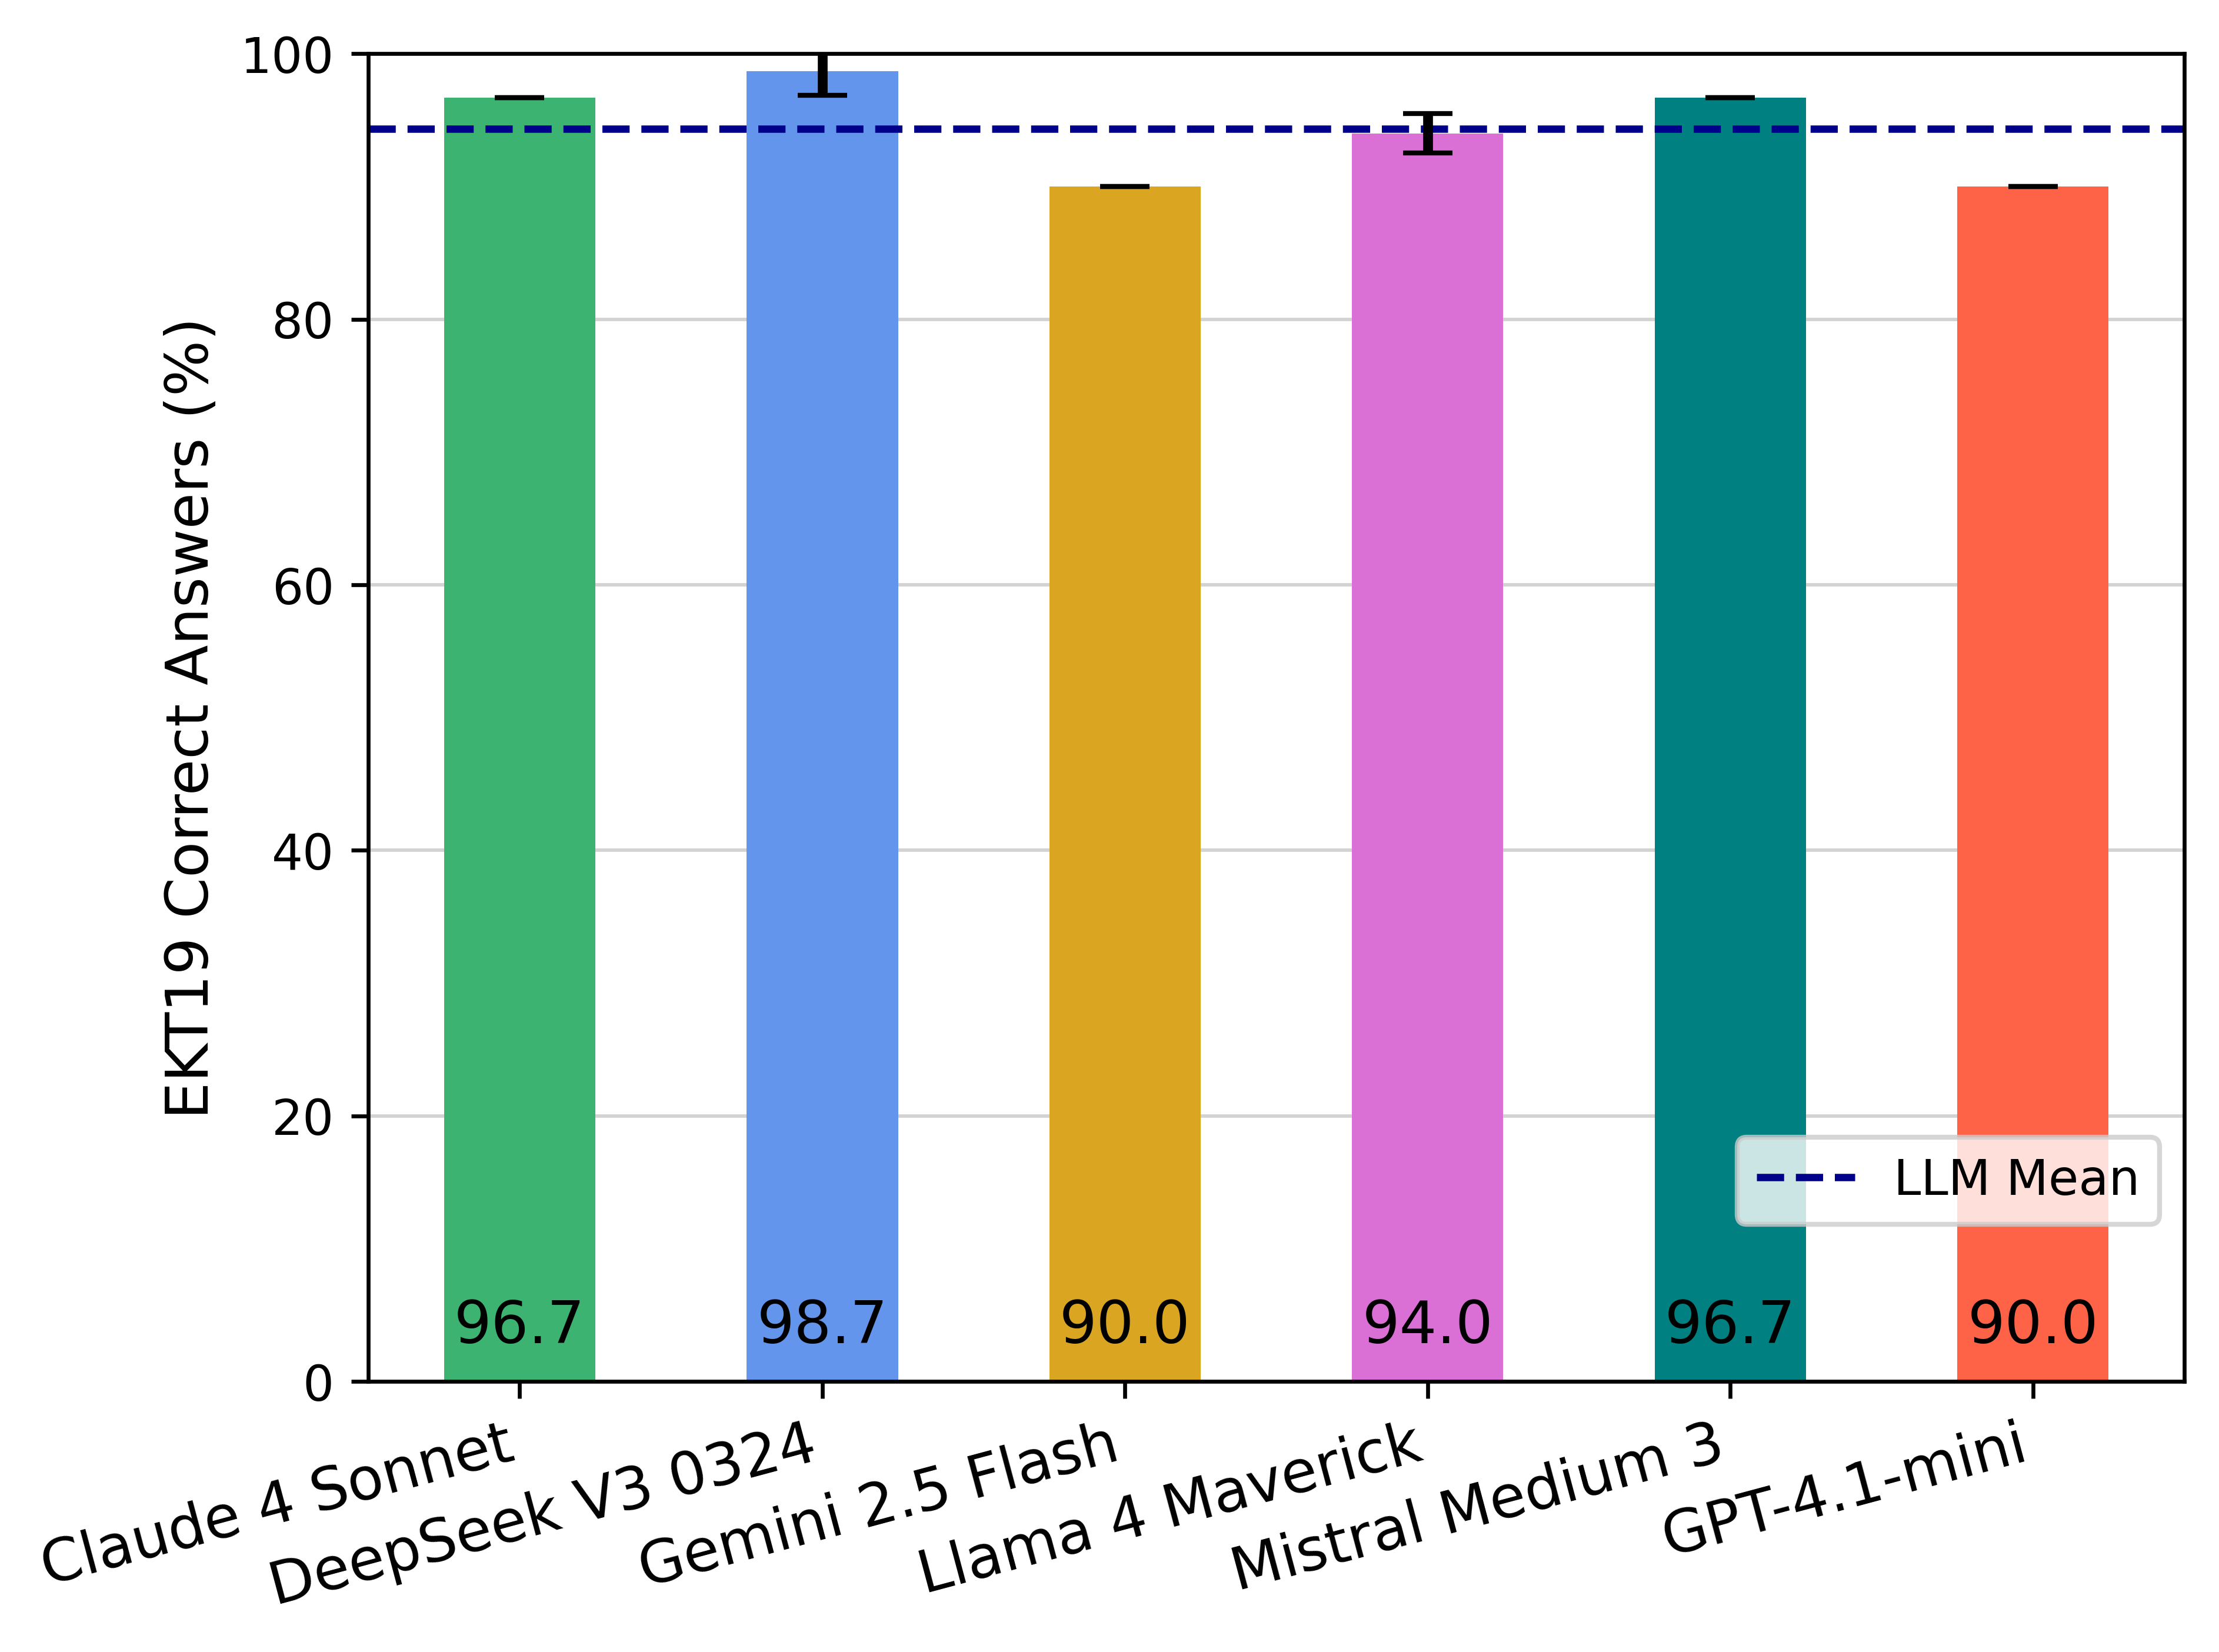 EKT19 Correct Answers (%)
100
80
60
40
20
0
LLM Mean
96.7
98.7
90.0
94.0
96.7
90.0
Claude 4 Sonnet
DeepSeek V3 0324
Gemini 2.5 Flash
Llama 4 Maverick
Mistral Medium 3
GPT-4.1-mini